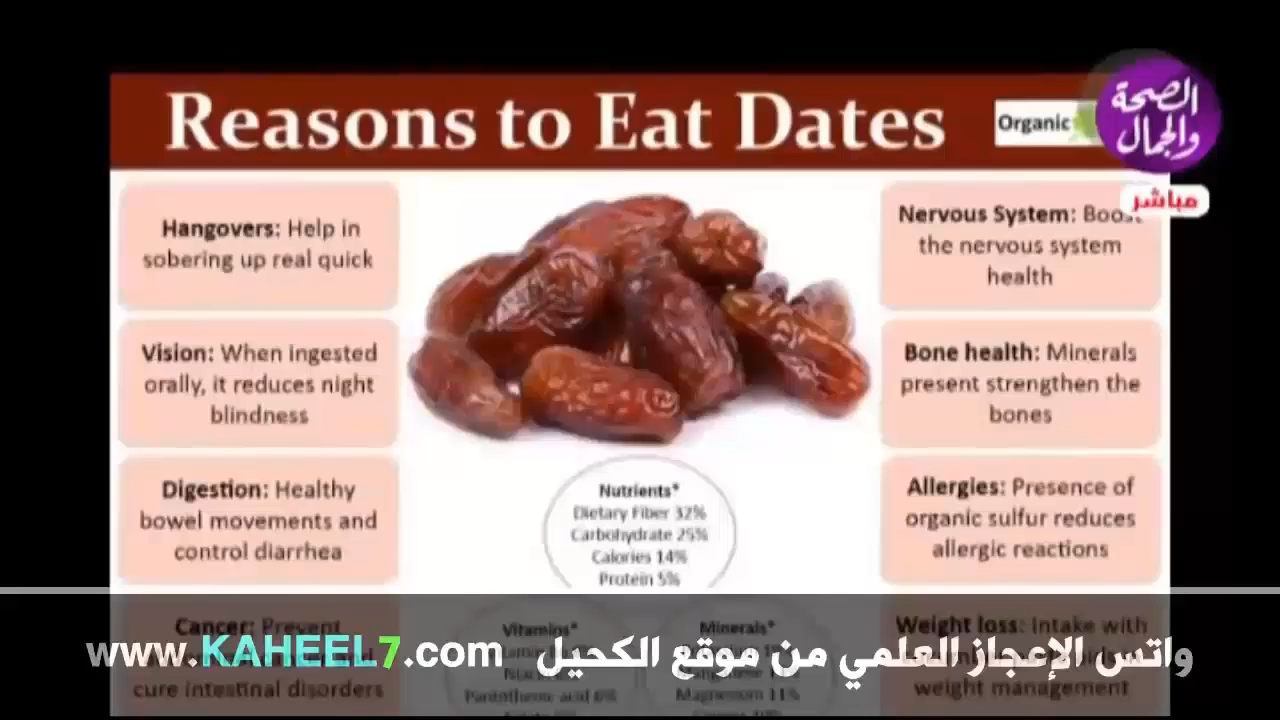 Reasons to Eat Dates
Organic
الصحة
والجمال
مباشر
Hangovers: Help in
sobering up real quick
Vision: When ingested
orally, it reduces night
blindness
Digestion: Healthy
bowel movements and
control diarrhea
Cancer: Prevent
cure intestinal disorders
Nutrients*
Dietary Fiber 32%
Carbohydrate 25%
Calories 14%
Protein 5%
Vitamins*
Pantothenic acid 6%
Minerals*
Magnesium 11%
Nervous System: Boost
the nervous system
health
Bone health: Minerals
present strengthen the
bones
Allergies: Presence of
organic sulfur reduces
allergic reactions
Weight loss: Intake with
weight management
واتس الإعجاز العلمي من موقع الكحيل www.KAHEEL7.com